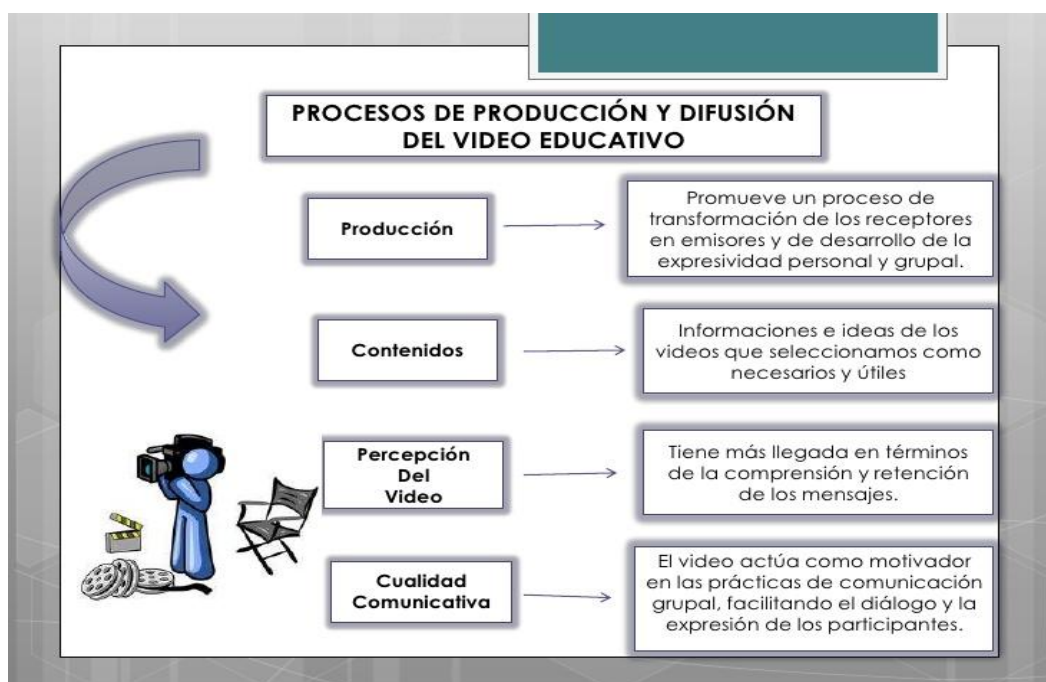 PROCESOS DE PRODUCCIÓN Y DIFUSIÓN
DEL VIDEO EDUCATIVO
Producción
Promueve un proceso de
transformación de los receptores
en emisores y de desarrollo de la
expresividad personal y grupal.
Contenidos
Informaciones e ideas de los
videos que seleccionamos como
necesarios y útiles
Percepción
Del
Video
Tiene más llegada en términos
de la comprensión y retención
de los mensajes.
Cualidad
Comunicativa
El video actúa como motivador
en las prácticas de comunicación
grupal, facilitando el diálogo y la
expresión de los participantes.